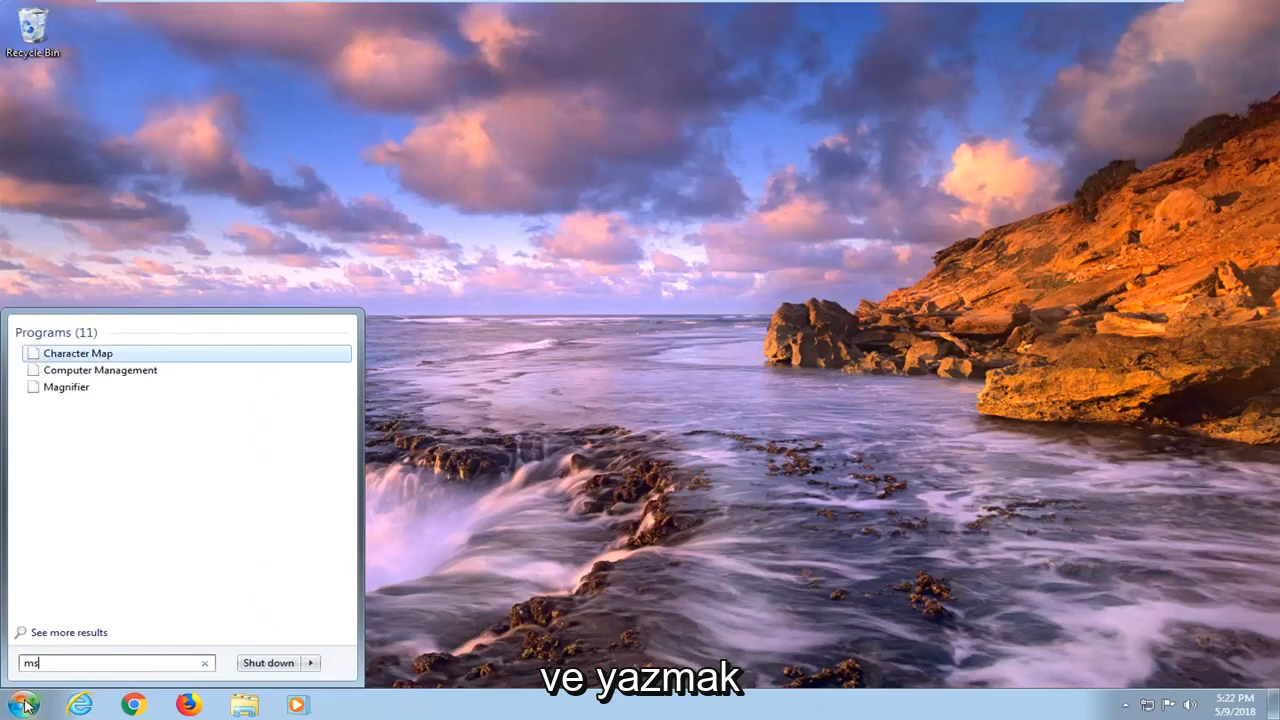 Recycle Bin
Programs (11)
Character Map
Computer Management
Magnifier
See more results
ms
Shut down
ve yazmak
5:22 PM
5/9/2018